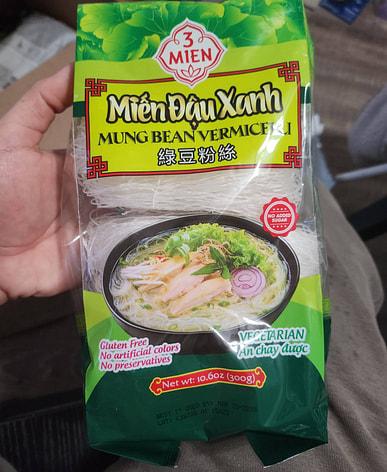 3
MIEN
Miến Đậu Xanh
MUNG BEAN VERMICELLI
綠豆粉絲
NO ADDED
SUGAR
Gluten Free
No artificial colors
No preservatives
VEGETARIAN
Ăn chay được
Net wt: 10.6oz (300g)